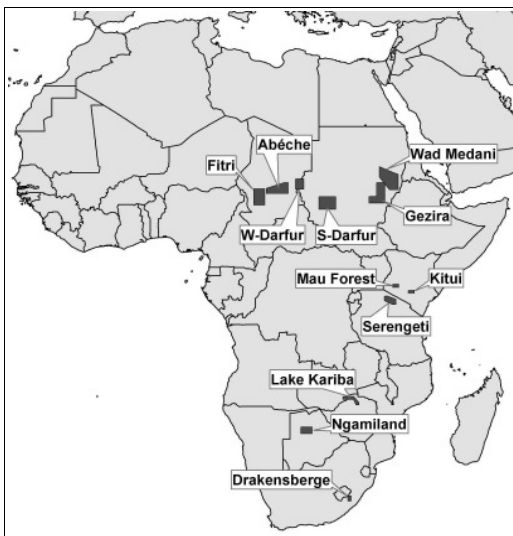 Abéche
Wad Medani
Fitri
Gezira
W-Darfur
S-Darfur
Mau Forest
Kitui
Serengeti
Lake Kariba
Ngamiland
Drakensberge